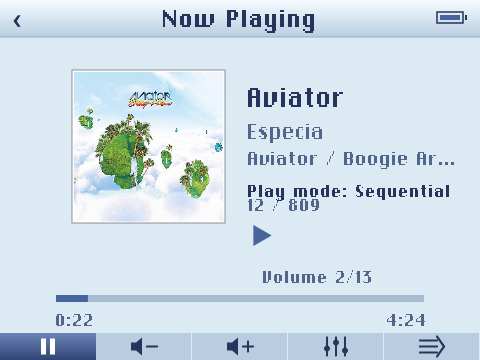 Now Playing
AVIATOR
Aviator
Especia
Aviator / Boogie Ar...
Play mode: Sequential
12 / 809
Volume 2/13
0:22
4:24